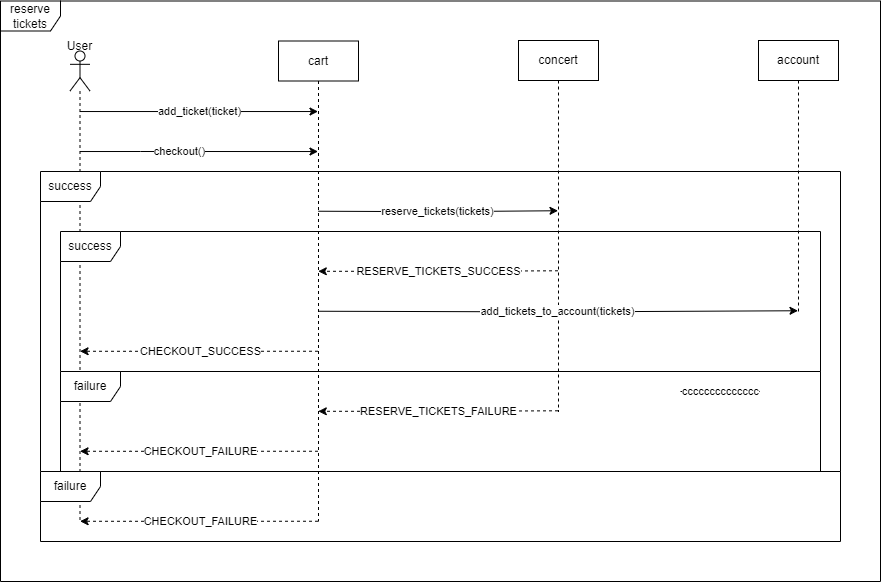 reserve
tickets
User
cart
concert
account
add_ticket(ticket)
checkout()
success
reserve_tickets(tickets)
success
RESERVE_TICKETS_SUCCESS
add_tickets_to_account(tickets)
CHECKOUT_SUCCESS
failure
cccccccccccccc
RESERVE_TICKETS_FAILURE
CHECKOUT_FAILURE
failure
CHECKOUT_FAILURE